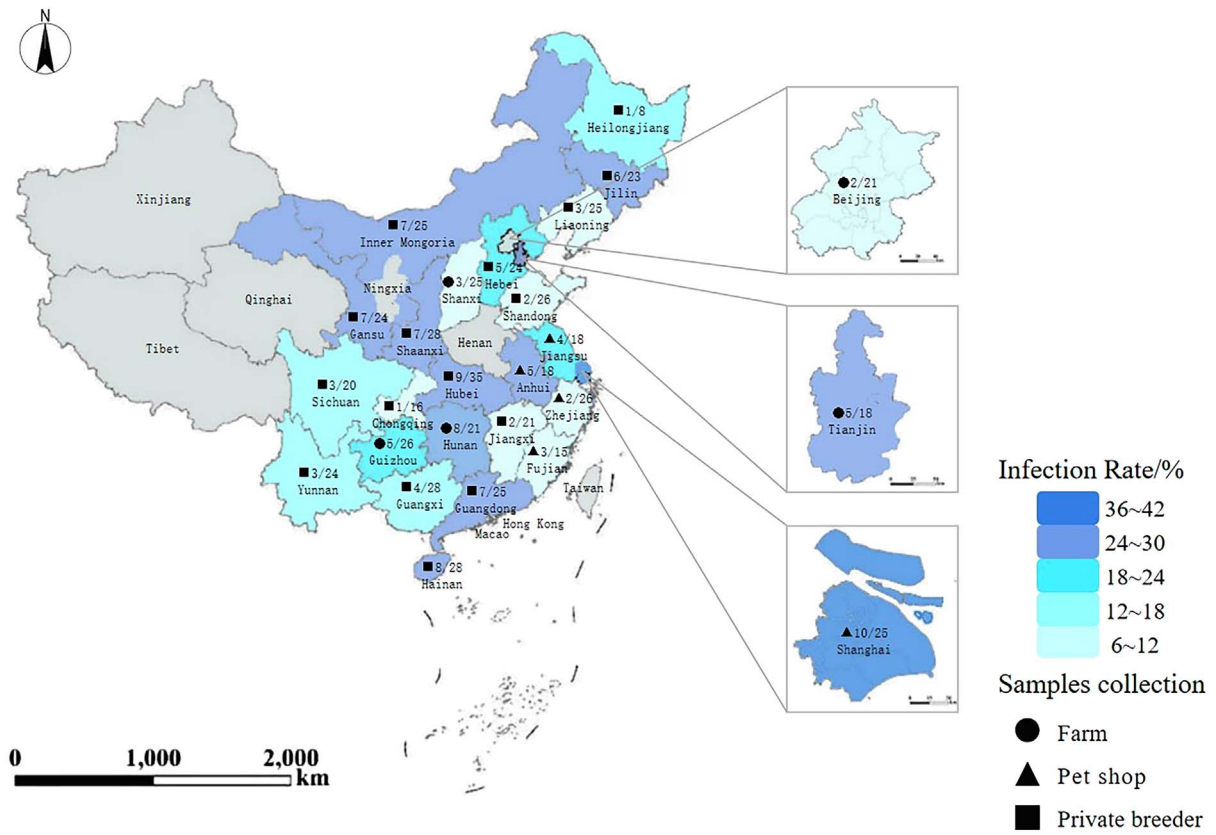 N
1/8
Heilongjiang
6/23
Jilin
3/25
Liaoning
Xinjiang
7/25
Inner Mongoria
5/24
Hebei
3/25
Shanxi
Ningxia
Qinghai
2/26
Shandong
7/24
Gansu
7/28
Shaanxi
Henan
4/18
Jiangsu
Tibet
5/18
Anhui
9/35
Hubei
3/20
Sichuan
2/26
Zhejiang
1/16
Chongqing
2/21
Jiangxi
8/21
Hunan
5/26
Guizhou
3/15
Fujian
3/24
Yunnan
4/28
Guangxi
7/25
Guangdong
Taiwan
Hong Kong
Macao
8/28
Hainan
2/21
Beijing
5/18
Tianjin
10/25
Shanghai
0 1,000 2,000
km
Infection Rate/%
36~42
24~30
18~24
12~18
6~12
Samples collection
Farm
Pet shop
Private breeder